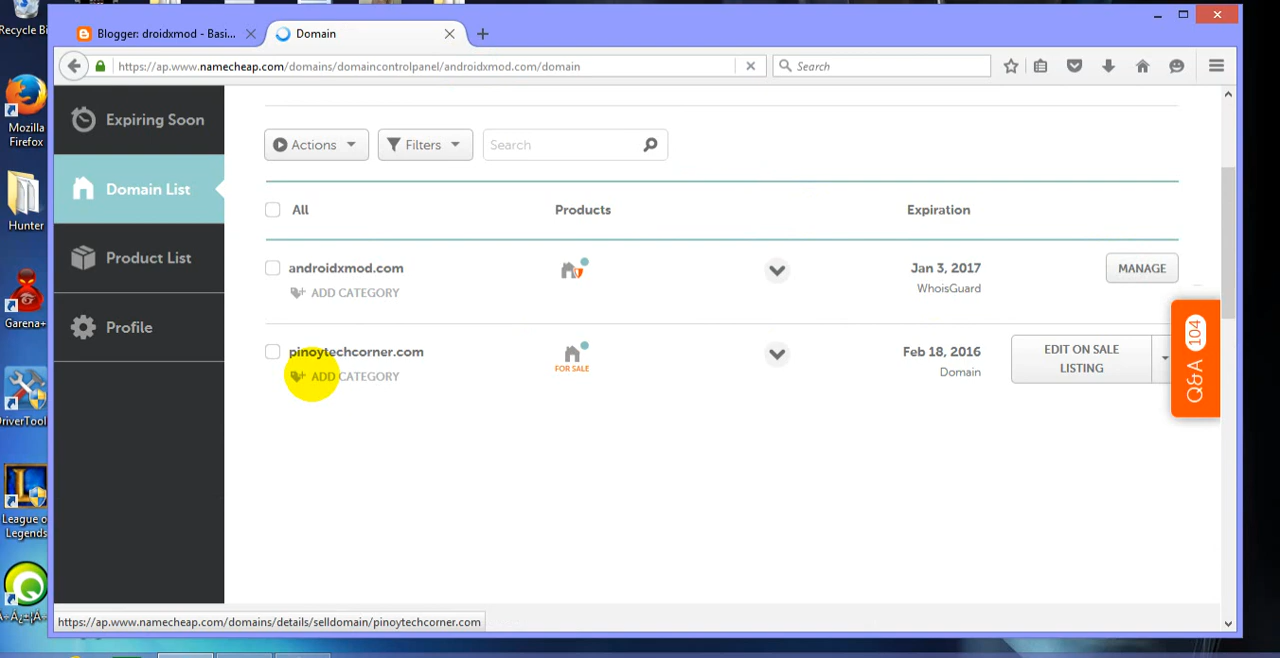 Recycle Bi
Mozilla
Firefox
Hunter
Garena+
DriverTool
League o
Legends
Blogger: droidxmod - Basi...
Domain
https://ap.www.namecheap.com/domains/domaincontrolpanel/androidxmod.com/domain
Search
Expiring Soon
Domain List
Product List
Profile
Actions
Filters
Search
All
Products
Expiration
androidxmod.com
ADD CATEGORY
Jan 3, 2017
WhoisGuard
MANAGE
pinoytechcorner.com
ADD CATEGORY
FOR SALE
Feb 18, 2016
Domain
EDIT ON SALE
LISTING
Q&A 104
https://ap.www.namecheap.com/domains/details/selldomain/pinoytechcorner.com